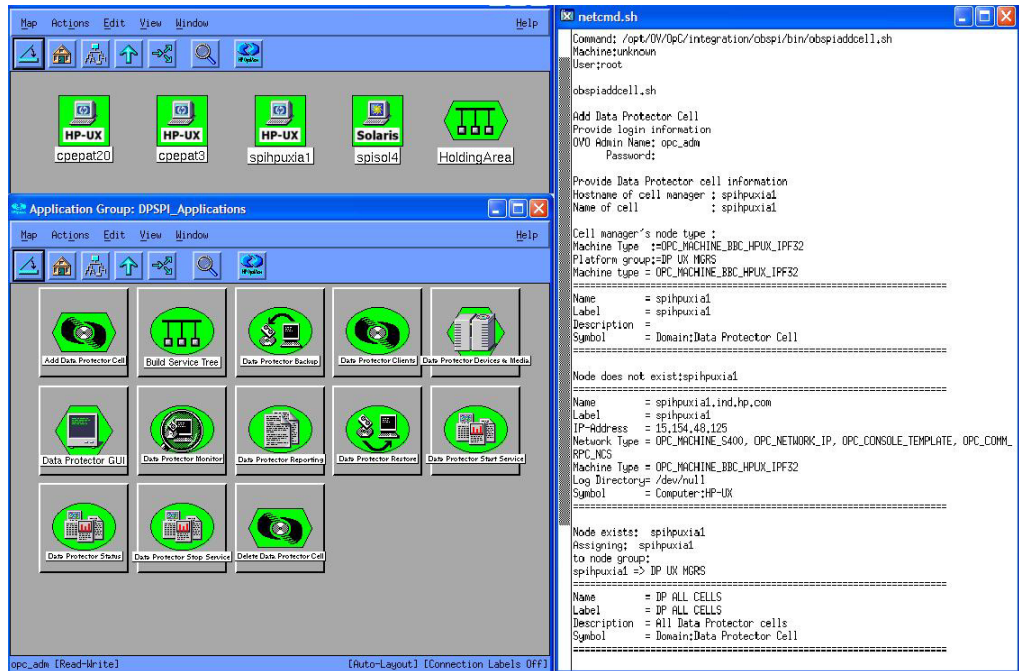 Map Actions Edit View Window Help
HP-UX
cpepat20
HP-UX
cpepat3
HP-UX
spihpuxia1
Solaris
spisol4
HoldingArea
Application Group: DPSPI_Applications
Map Actions Edit View Window Help
Add Data Protector Cell
Build Service Tree
Data Protector Backup
Data Protector Clients
Data Protector Devices & Media
Data Protector GUI
Data Protector Monitor
Data Protector Reporting
Data Protector Restore
Data Protector Start Service
Data Protector Status
Data Protector Stop Service
Delete Data Protector Cell
opc_adm [Read-Write] [Auto-Layout] [Connection Labels Off]
netcmd.sh
Command: /opt/OV/OpC/integration/obspi/bin/obspiaddcell.sh
Machine:unknown
User:root
obspiaddcell.sh
Add Data Protector Cell
Provide login information
OVO Admin Name: opc_adm
Password:
Provide Data Protector cell information
Hostname of cell manager : spihpuxia1
Name of cell : spihpuxia1
Cell manager's node type :
Machine Type :=OPC_MACHINE_BBC_HPUX_IPF32
Platform group:=DP UX MGRS
Machine type = OPC_MACHINE_BBC_HPUX_IPF32
==============================================================
Name = spihpuxia1
Label = spihpuxia1
Description =
Symbol = Domain:Data Protector Cell
==============================================================
Node does not exist:spihpuxia1
==============================================================
Name = spihpuxia1.ind.hp.com
Label = spihpuxia1
IP-Address = 15.154.48.125
Network Type = OPC_MACHINE_S400, OPC_NETWORK_IP, OPC_CONSOLE_TEMPLATE, OPC_COMM_
RPC_NCS
Machine Type = OPC_MACHINE_BBC_HPUX_IPF32
Log Directory= /dev/null
Symbol = Computer:HP-UX
==============================================================
Node exists: spihpuxia1
Assigning: spihpuxia1
to node group:
spihpuxia1 => DP UX MGRS
==============================================================
Name = DP ALL CELLS
Label = DP ALL CELLS
Description = All Data Protector cells
Symbol = Domain:Data Protector Cell
==============================================================